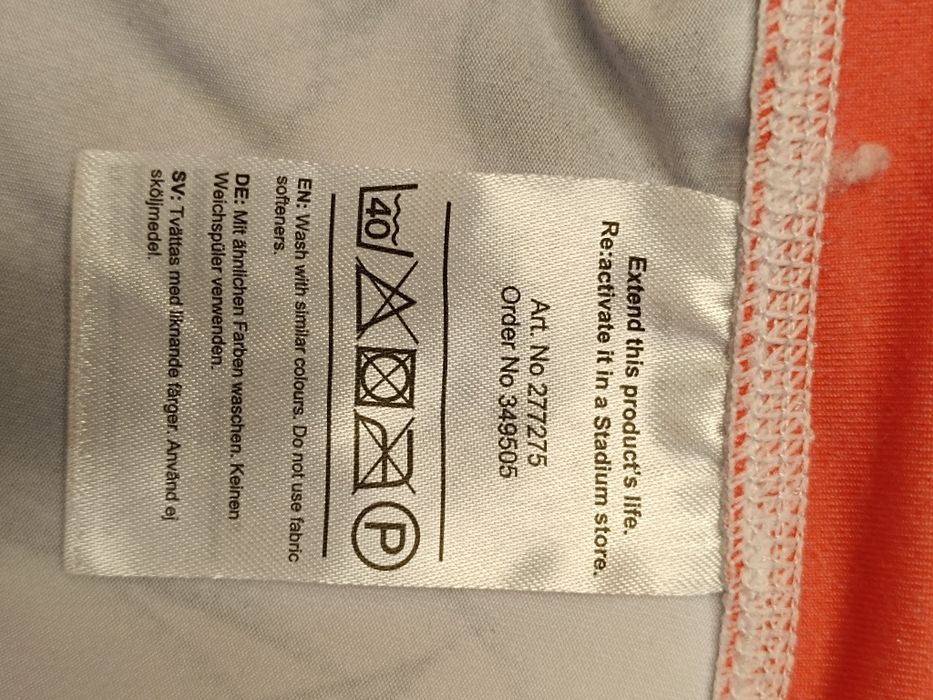 Extend this product's life.
Re:activate it in a Stadium store.
Art. No 277275
Order No 349505
40 P
EN: Wash with similar colours. Do not use fabric
softeners.
DE: Mit ähnlichen Farben waschen. Keinen
Weichspüler verwenden.
SV: Tvättas med liknande färger. Använd ej
sköljmedel.